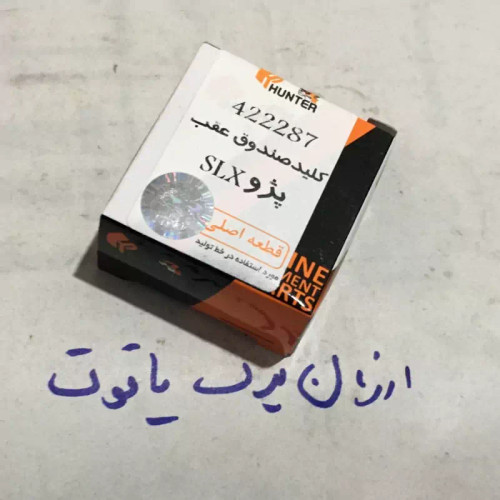 HUNTER
422287
کلید صندوق عقب
پژو SLX
قطعه اصلی
مورد استفاده در خط تولید
INE
MENT
RTS
ارزان یدک یاقوت